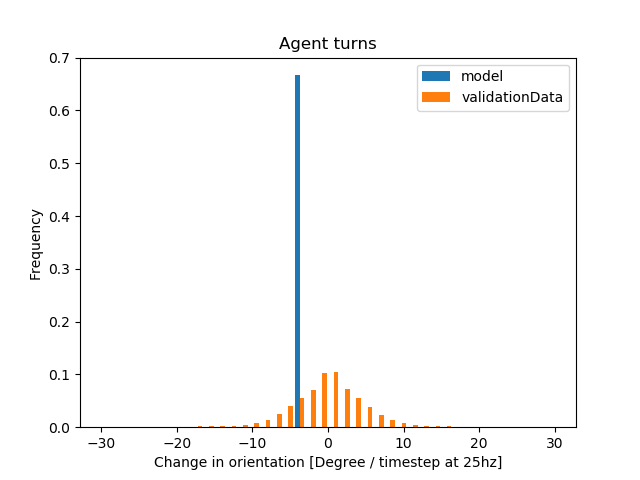 Agent turns
model
validationData
0.7
0.6
0.5
0.4
0.3
0.2
0.1
0.0
Frequency
−30 −20 −10 0 10 20 30
Change in orientation [Degree / timestep at 25hz]